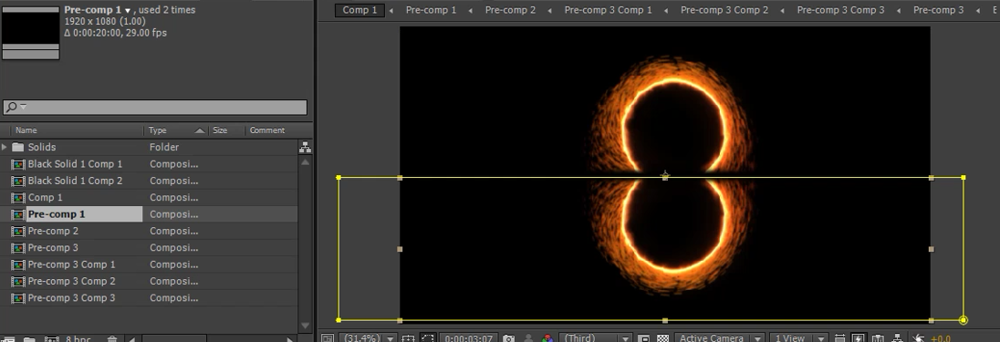 Pre-comp 1 , used 2 times
1920 x 1080 (1.00)
Δ 0:00:20:00, 29.00 fps
Name Type Size Comment
Solids Folder
Black Solid 1 Comp 1 Composi...
Black Solid 1 Comp 2 Composi...
Comp 1 Composi...
Pre-comp 1 Composi...
Pre-comp 2 Composi...
Pre-comp 3 Composi...
Pre-comp 3 Comp 1 Composi...
Pre-comp 3 Comp 2 Composi...
Pre-comp 3 Comp 3 Composi...
8 bpc
Comp 1 Pre-comp 1 Pre-comp 2 Pre-comp 3 Comp 1 Pre-comp 3 Comp 2 Pre-comp 3 Comp 3 Pre-comp 3
(31.4%) 0:00:03:07 (Third) Active Camera 1 View +0.0